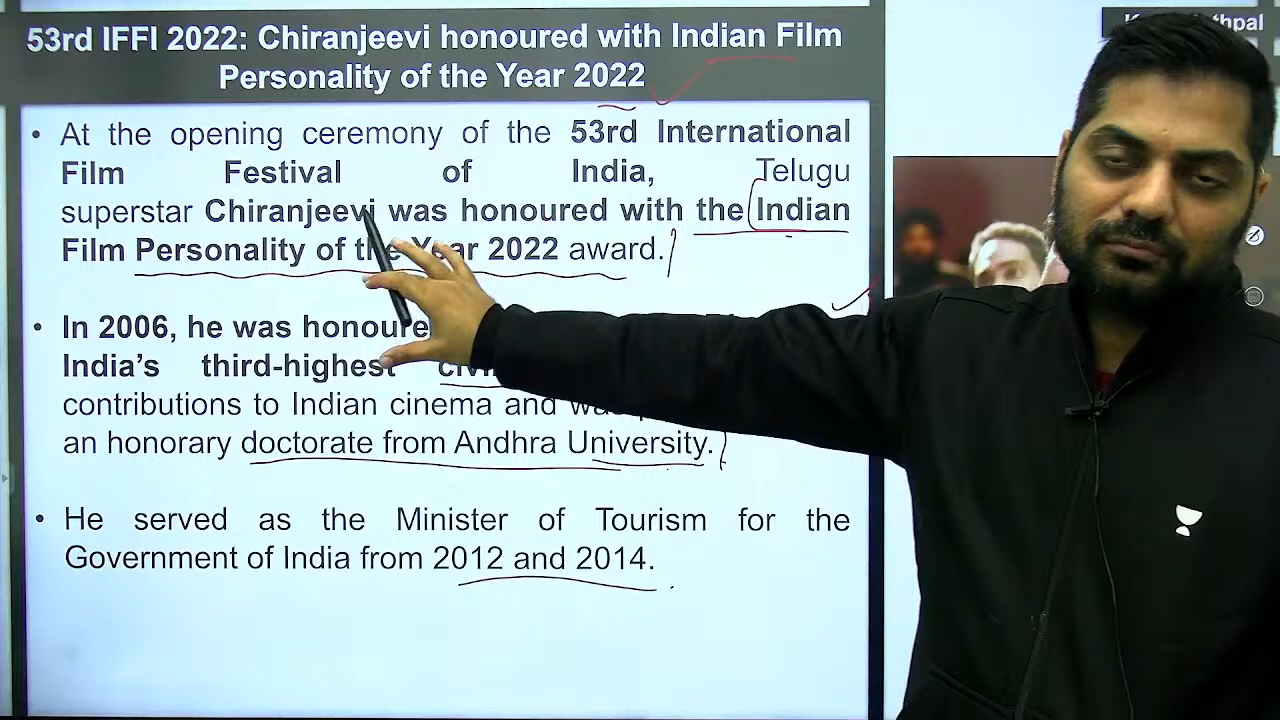 53rd IFFI 2022: Chiranjeevi honoured with Indian Film
Personality of the Year 2022
• At the opening ceremony of the 53rd International
Film Festival of India, Telugu
superstar Chiranjeevi was honoured with the Indian
Film Personality of the Year 2022 award.
• In 2006, he was honoure
India's third-highest
contributions to Indian cinema and was
an honorary doctorate from Andhra University.
• He served as the Minister of Tourism for the
Government of India from 2012 and 2014.